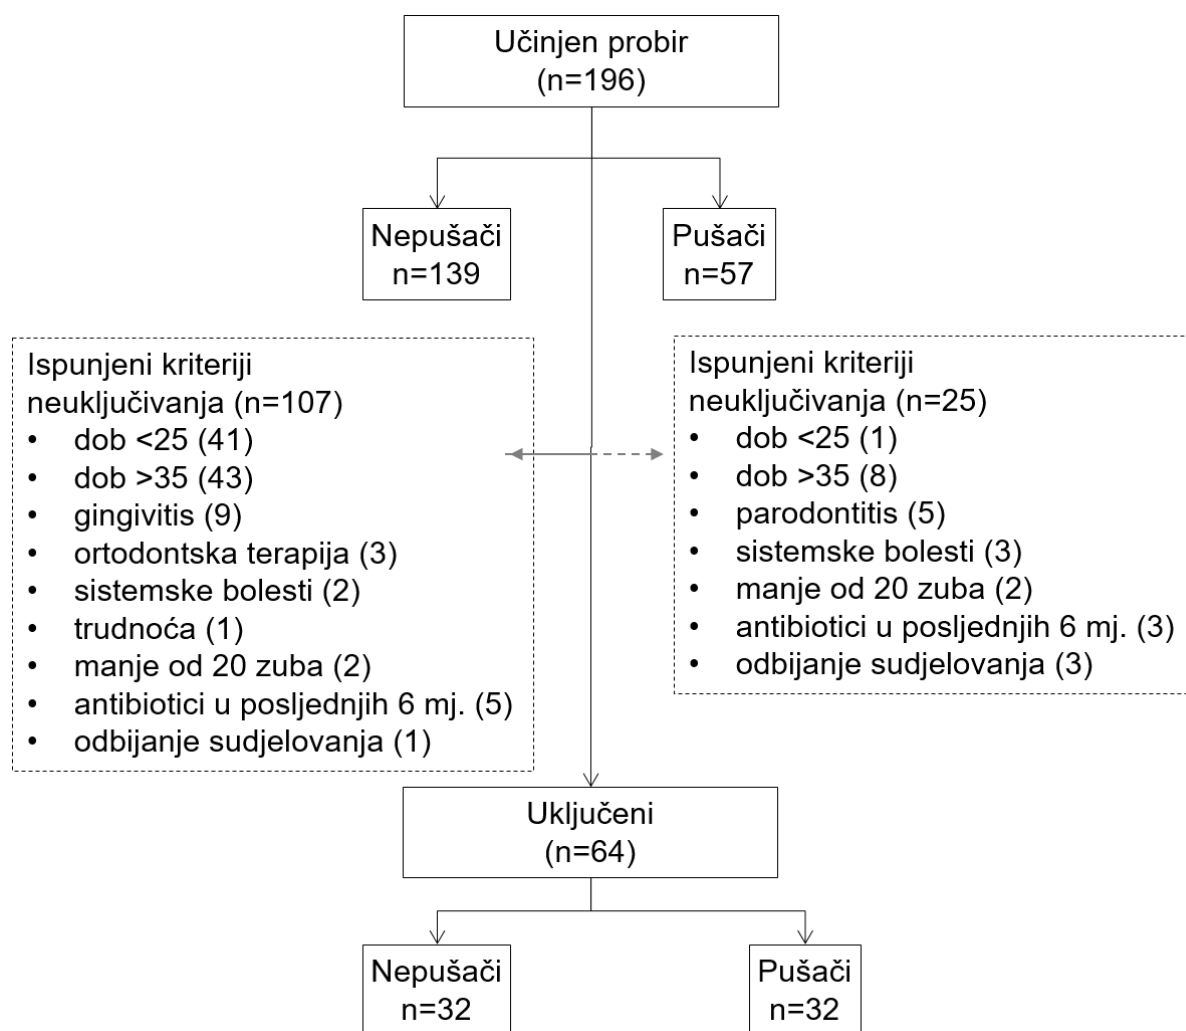 Učinjen probir
(n=196)
Nepušači
n=139
Pušači
n=57
Ispunjeni kriteriji
neuključivanja (n=107)
• dob <25 (41)
• dob >35 (43)
• gingivitis (9)
• ortodontska terapija (3)
• sistemske bolesti (2)
• trudnoća (1)
• manje od 20 zuba (2)
• antibiotici u posljednjih 6 mj. (5)
• odbijanje sudjelovanja (1)
Ispunjeni kriteriji
neuključivanja (n=25)
• dob <25 (1)
• dob >35 (8)
• parodontitis (5)
• sistemske bolesti (3)
• manje od 20 zuba (2)
• antibiotici u posljednjih 6 mj. (3)
• odbijanje sudjelovanja (3)
Uključeni
(n=64)
Nepušači
n=32
Pušači
n=32